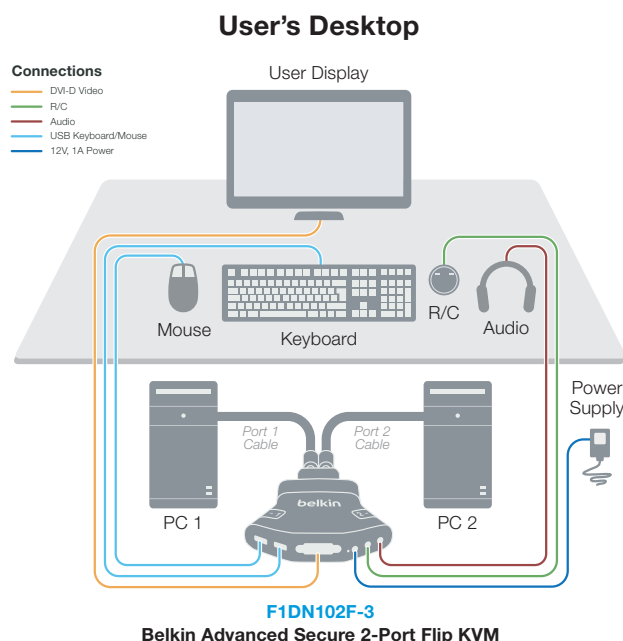 User’s Desktop
Connections
DVI-D Video
R/C
Audio
USB Keyboard/Mouse
12V, 1A Power
User Display
Mouse
Keyboard
R/C
Audio
Power
Supply
Port 1
Cable
Port 2
Cable
PC 1
belkin
PC 2
F1DN102F-3
Belkin Advanced Secure 2-Port Flip KVM